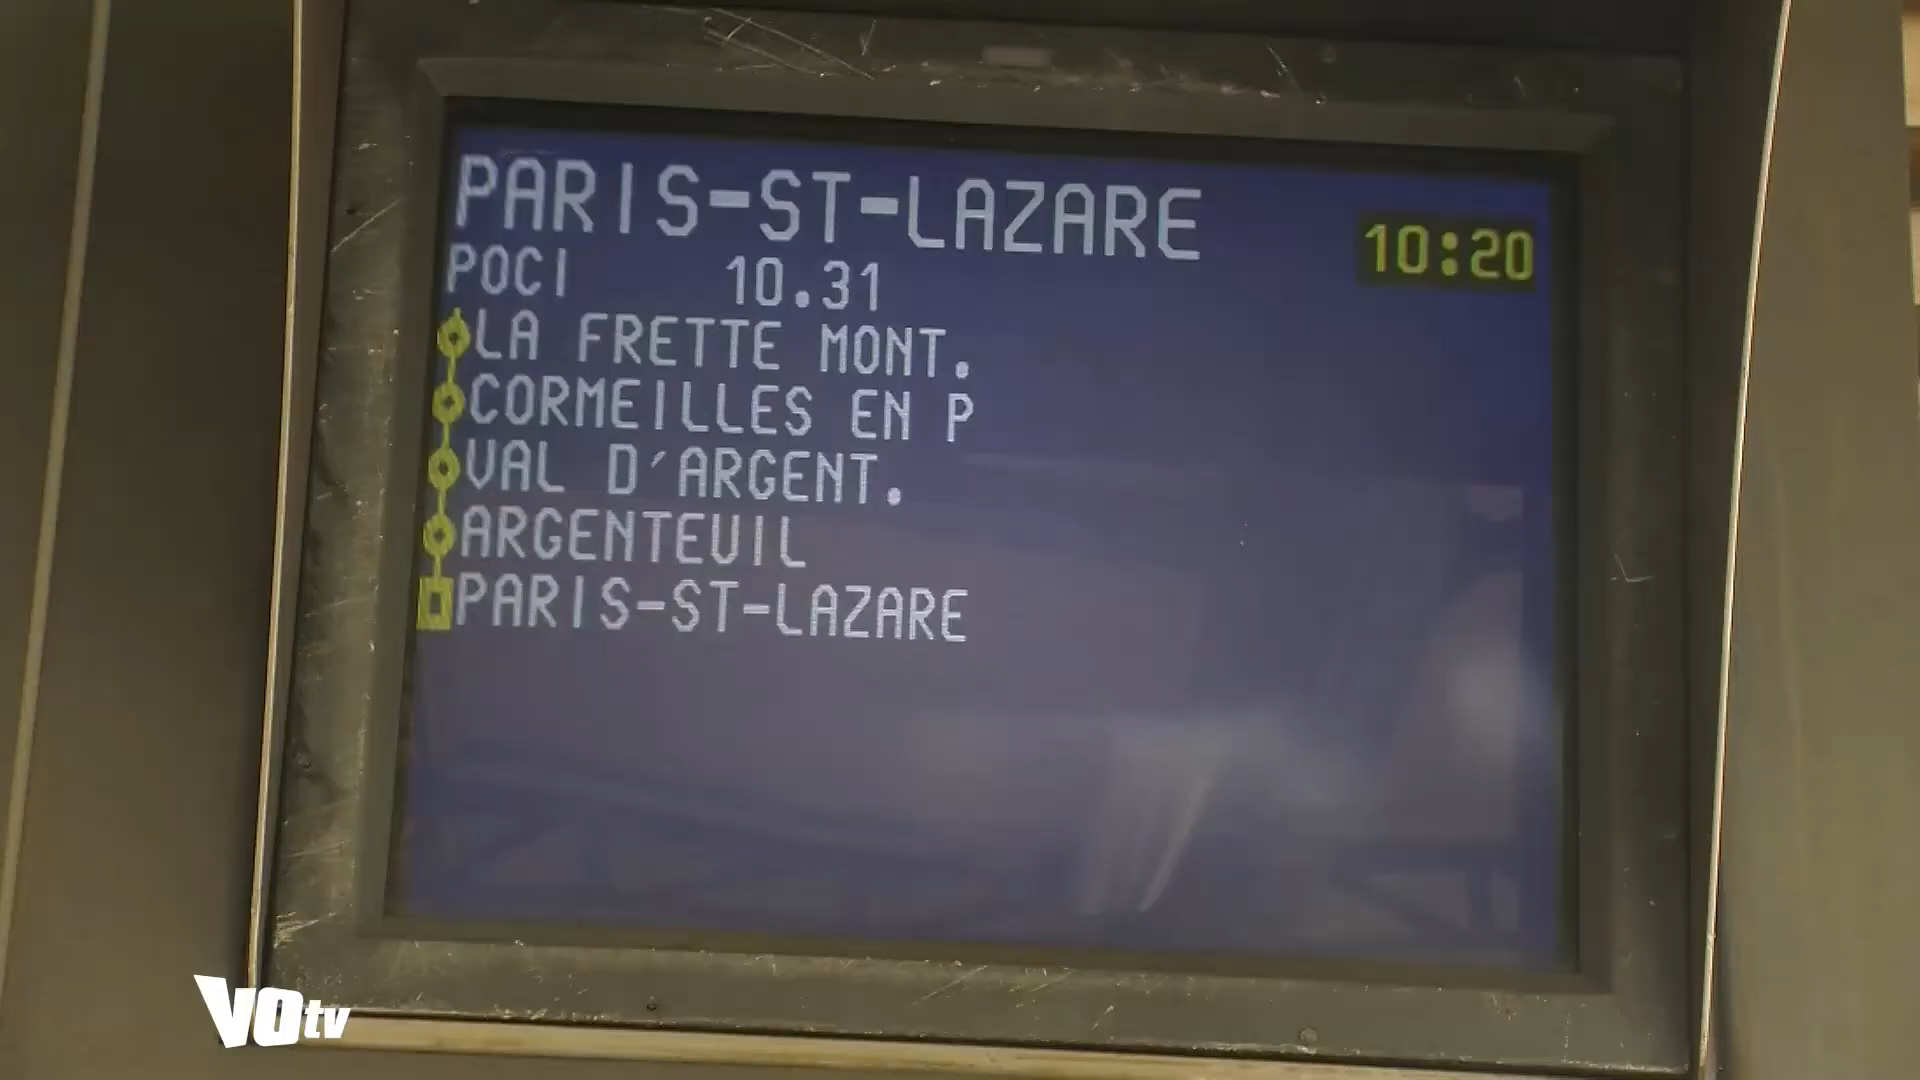 PARIS-ST-LAZARE
10:20
POCI 10.31
LA FRETTE MONT.
CORMEILLES EN P
VAL D'ARGENT.
ARGENTEUIL
PARIS-ST-LAZARE
VOtv